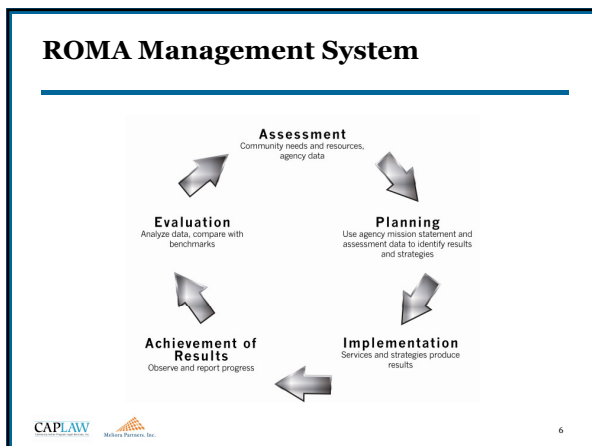 ROMA Management System
Assessment
Community needs and resources,
agency data
Planning
Use agency mission statement and
assessment data to identify results
and strategies
Implementation
Services and strategies produce
results
Achievement of
Results
Observe and report progress
Evaluation
Analyze data, compare with
benchmarks
CAPLAW
Meliora Partners, Inc.
6